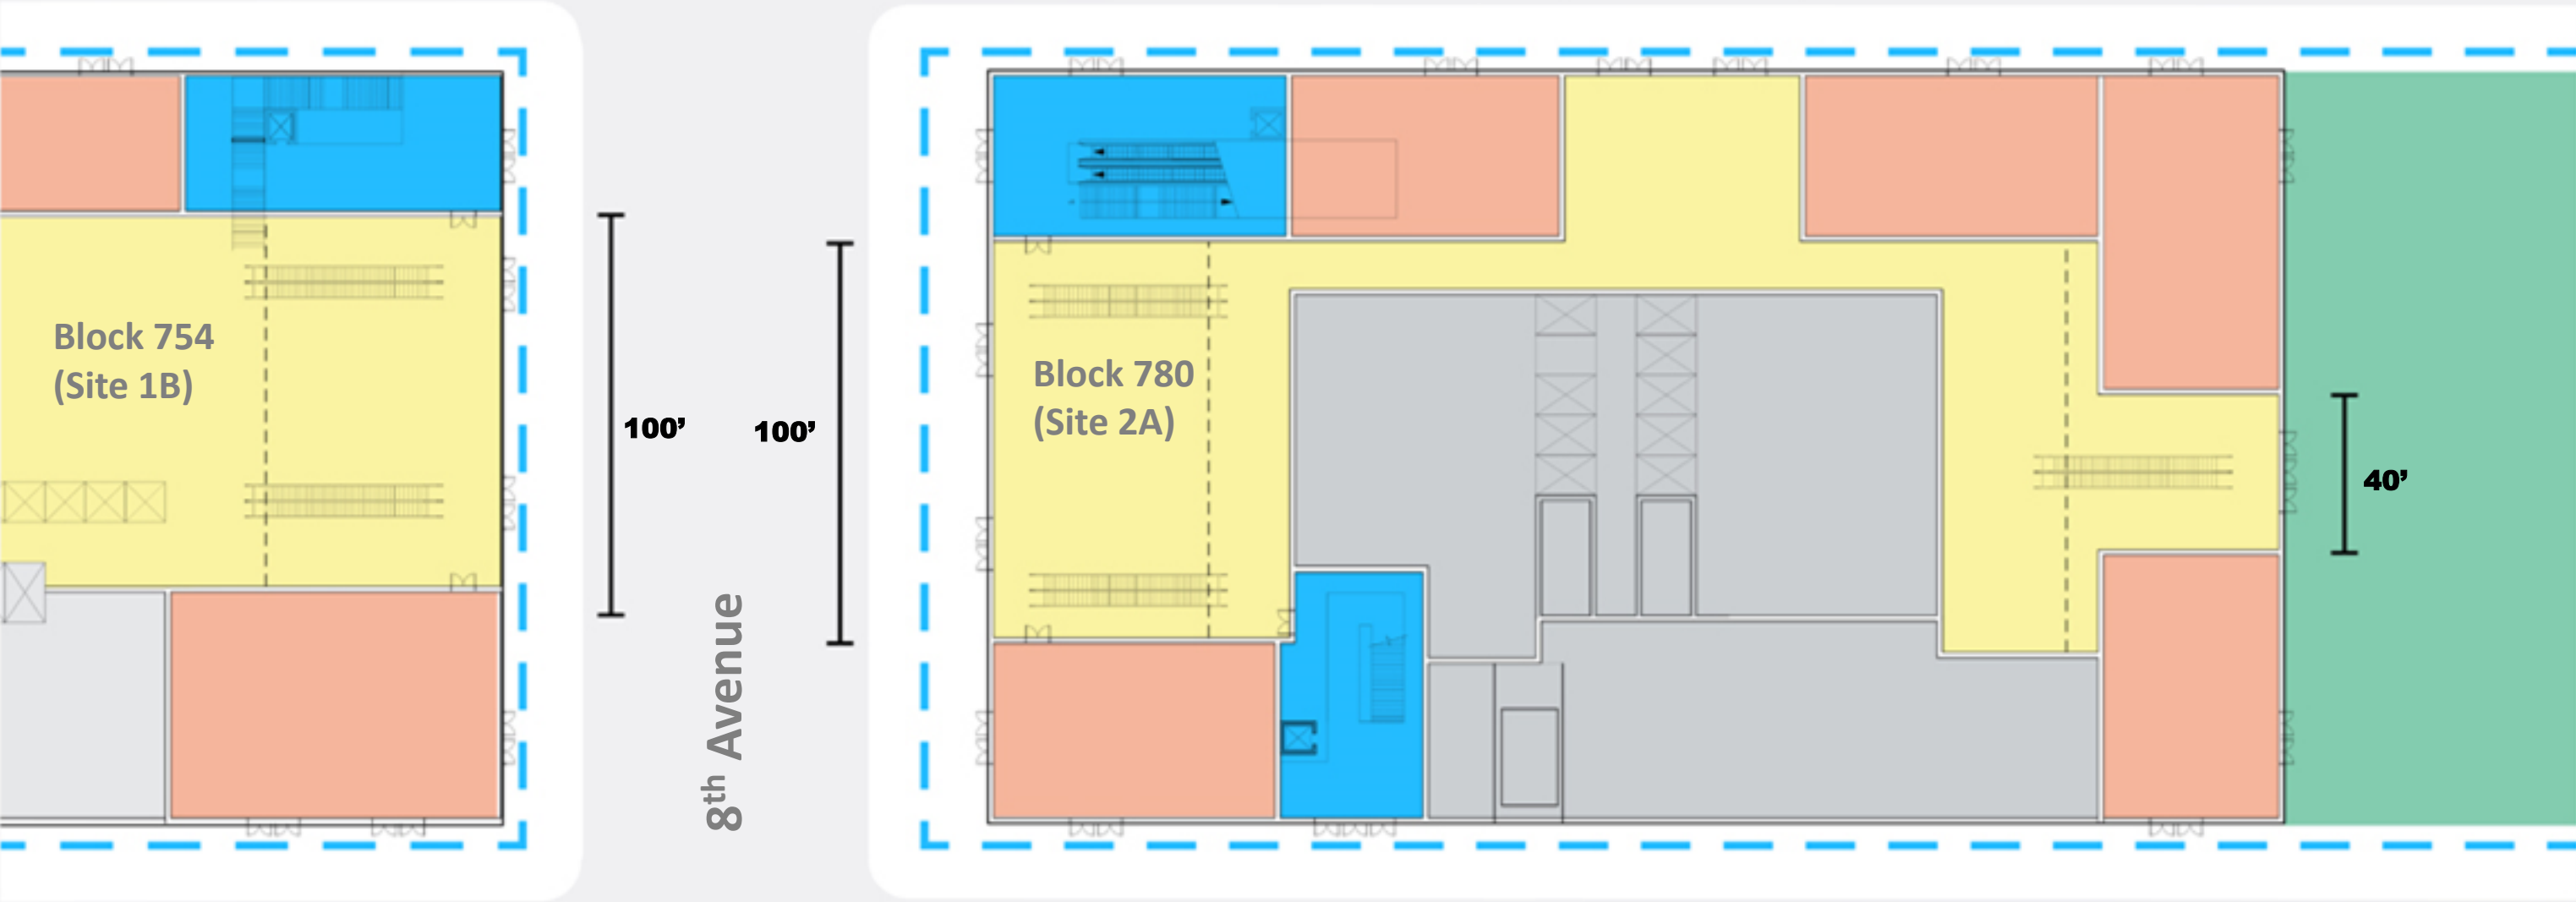 Block 754
(Site 1B)
100’
100’
8th Avenue
Block 780
(Site 2A)
40’